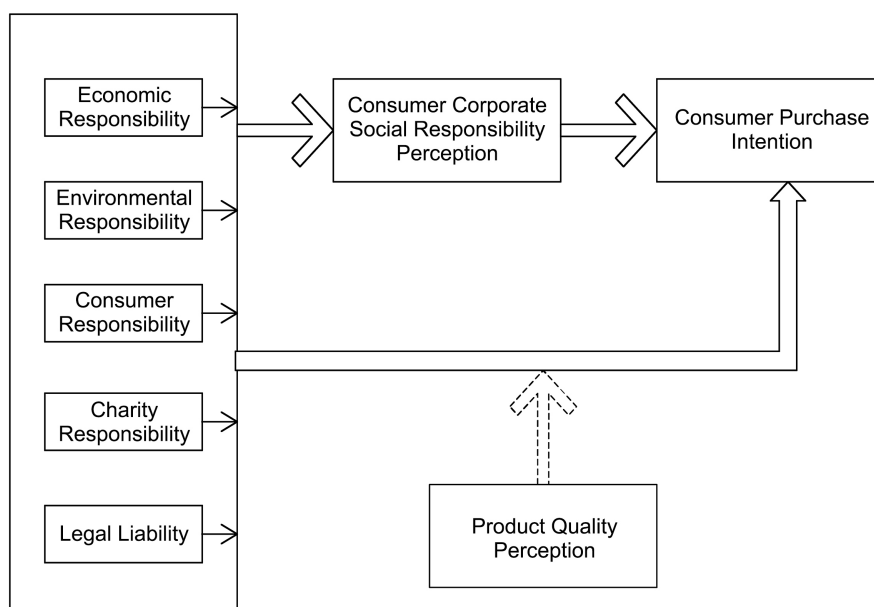 Economic
Responsibility
Environmental
Responsibility
Consumer
Responsibility
Charity
Responsibility
Legal Liability
Consumer Corporate
Social Responsibility
Perception
Consumer Purchase
Intention
Product Quality
Perception